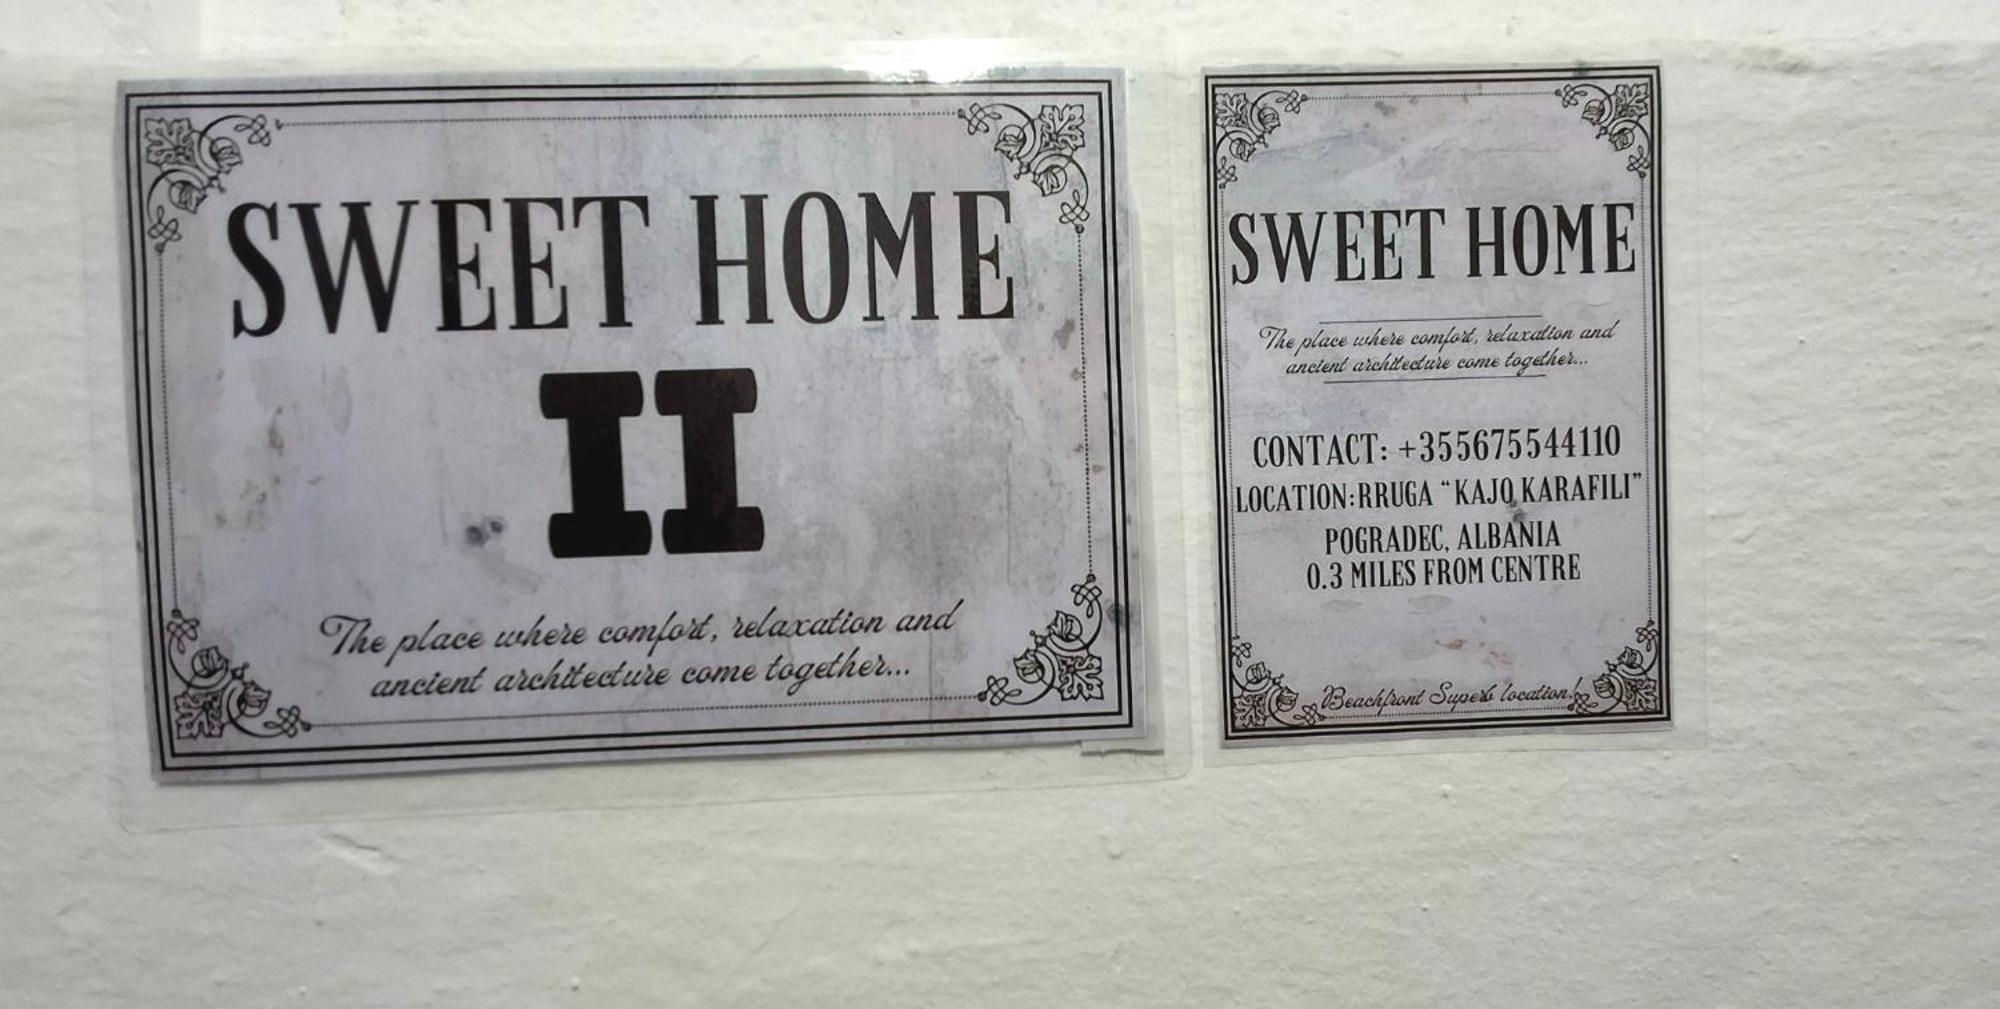 SWEET HOME
II
The place where comfort, relaxation and
ancient architecture come together...
SWEET HOME
The place where comfort, relaxation and
ancient architecture come together...
CONTACT: +355675544110
LOCATION:RRUGA “KAJO KARAFILI”
POGRADEC, ALBANIA
0.3 MILES FROM CENTRE
Beachfront Superb location!